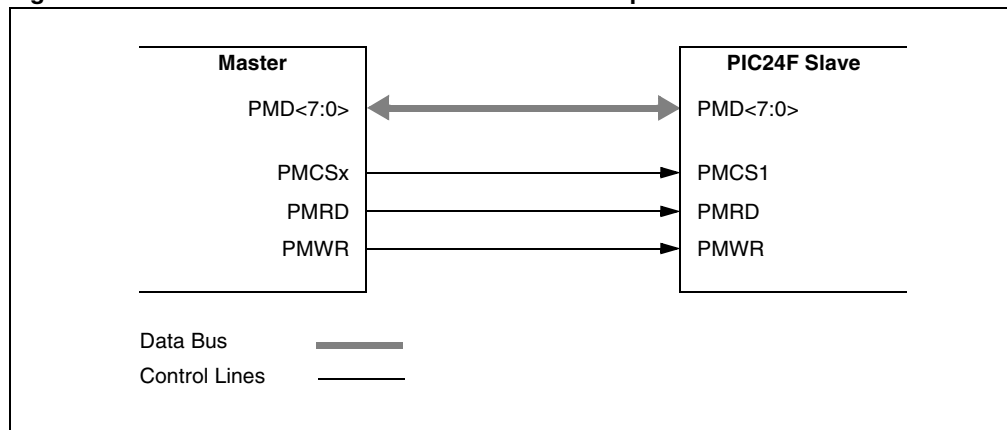 Master PIC24F Slave
PMD<7:0> PMD<7:0>
PMCSx PMCS1
PMRD PMRD
PMWR PMWR
Data Bus
Control Lines